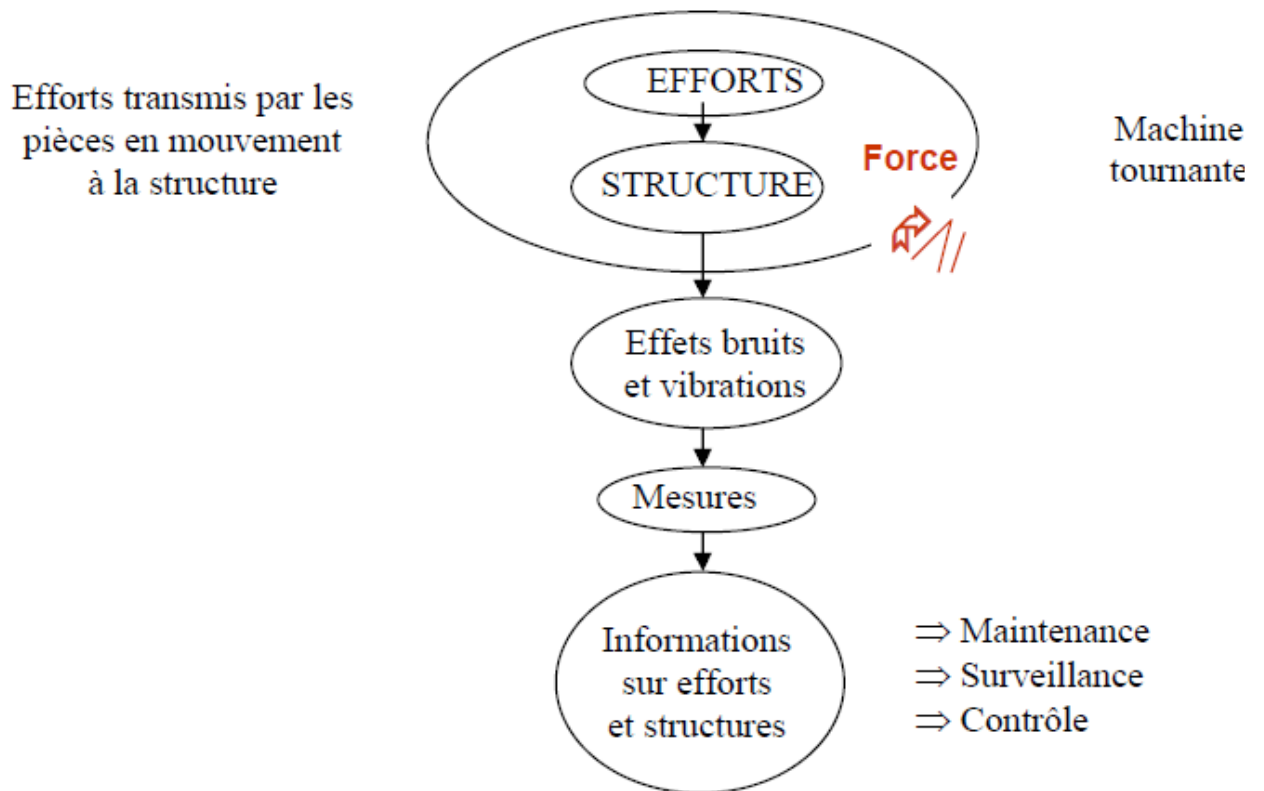 EFFORTS
Efforts transmis par les
pièces en mouvement
à la structure
Machine
tournante
Force
STRUCTURE
Effets bruits
et vibrations
Mesures
Informations
sur efforts
et structures
⇒ Maintenance
⇒ Surveillance
⇒ Contrôle